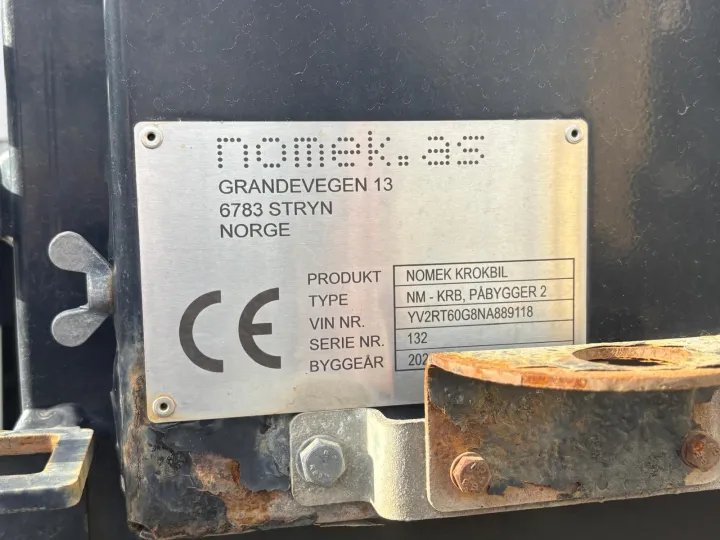 nomek.as
GRANDEVEGEN 13
6783 STRYN
NORGE
PRODUKT NOMEK KROKBIL
TYPE NM - KRB, PÅBYGGER 2
VIN NR. YV2RT60G8NA889118
SERIE NR. 132
BYGGEÅR
CE